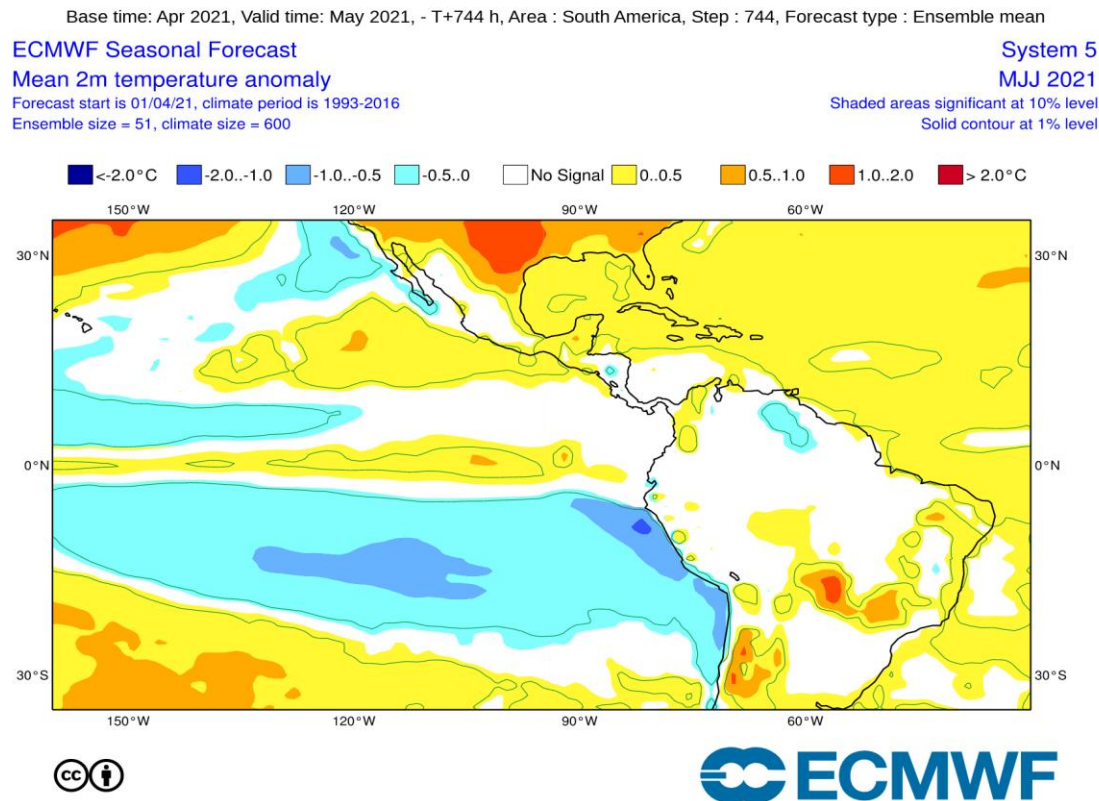 Base time: Apr 2021, Valid time: May 2021, - T+744 h, Area : South America, Step : 744, Forecast type : Ensemble mean
ECMWF Seasonal Forecast
System 5
Mean 2m temperature anomaly
MJJ 2021
Forecast start is 01/04/21, climate period is 1993-2016
Shaded areas significant at 10% level
Ensemble size = 51, climate size = 600
Solid contour at 1% level
<-2.0°C -2.0..-1.0 -1.0..-0.5 -0.5..0 No Signal 0..0.5 0.5..1.0 1.0..2.0 > 2.0°C
150°W 120°W 90°W 60°W
30°N 30°N
0°N 0°N
30°S 30°S
150°W 120°W 90°W 60°W
cc
ECMWF